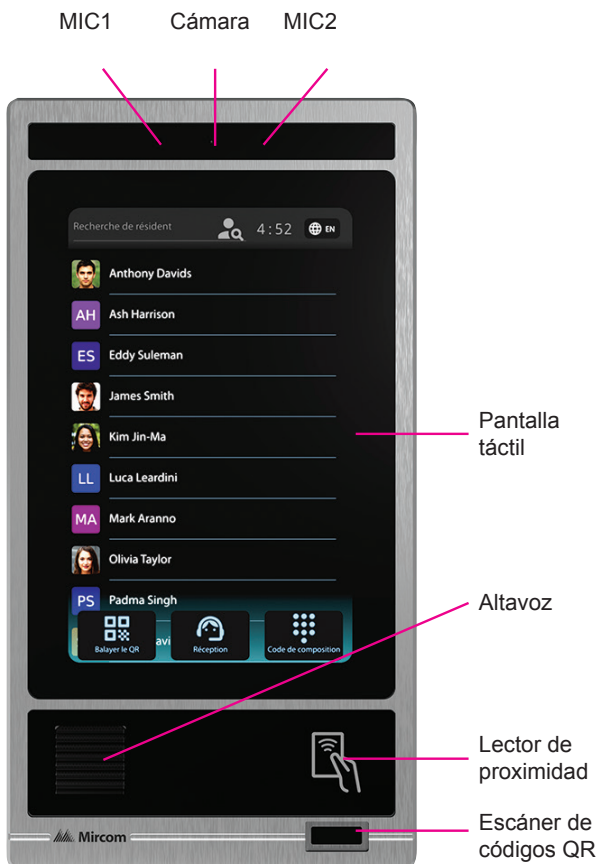 MIC1 Cámara MIC2
Recherche de résident 4:52 EN
Anthony Davids
AH Ash Harrison
ES Eddy Suleman
James Smith
Kim Jin-Ma
LL Luca Leardini
MA Mark Aranno
Olivia Taylor
PS Padma Singh
Balayer le QR Réception Code de composition
Mircom
Pantalla
táctil
Altavoz
Lector de
proximidad
Escáner de
códigos QR